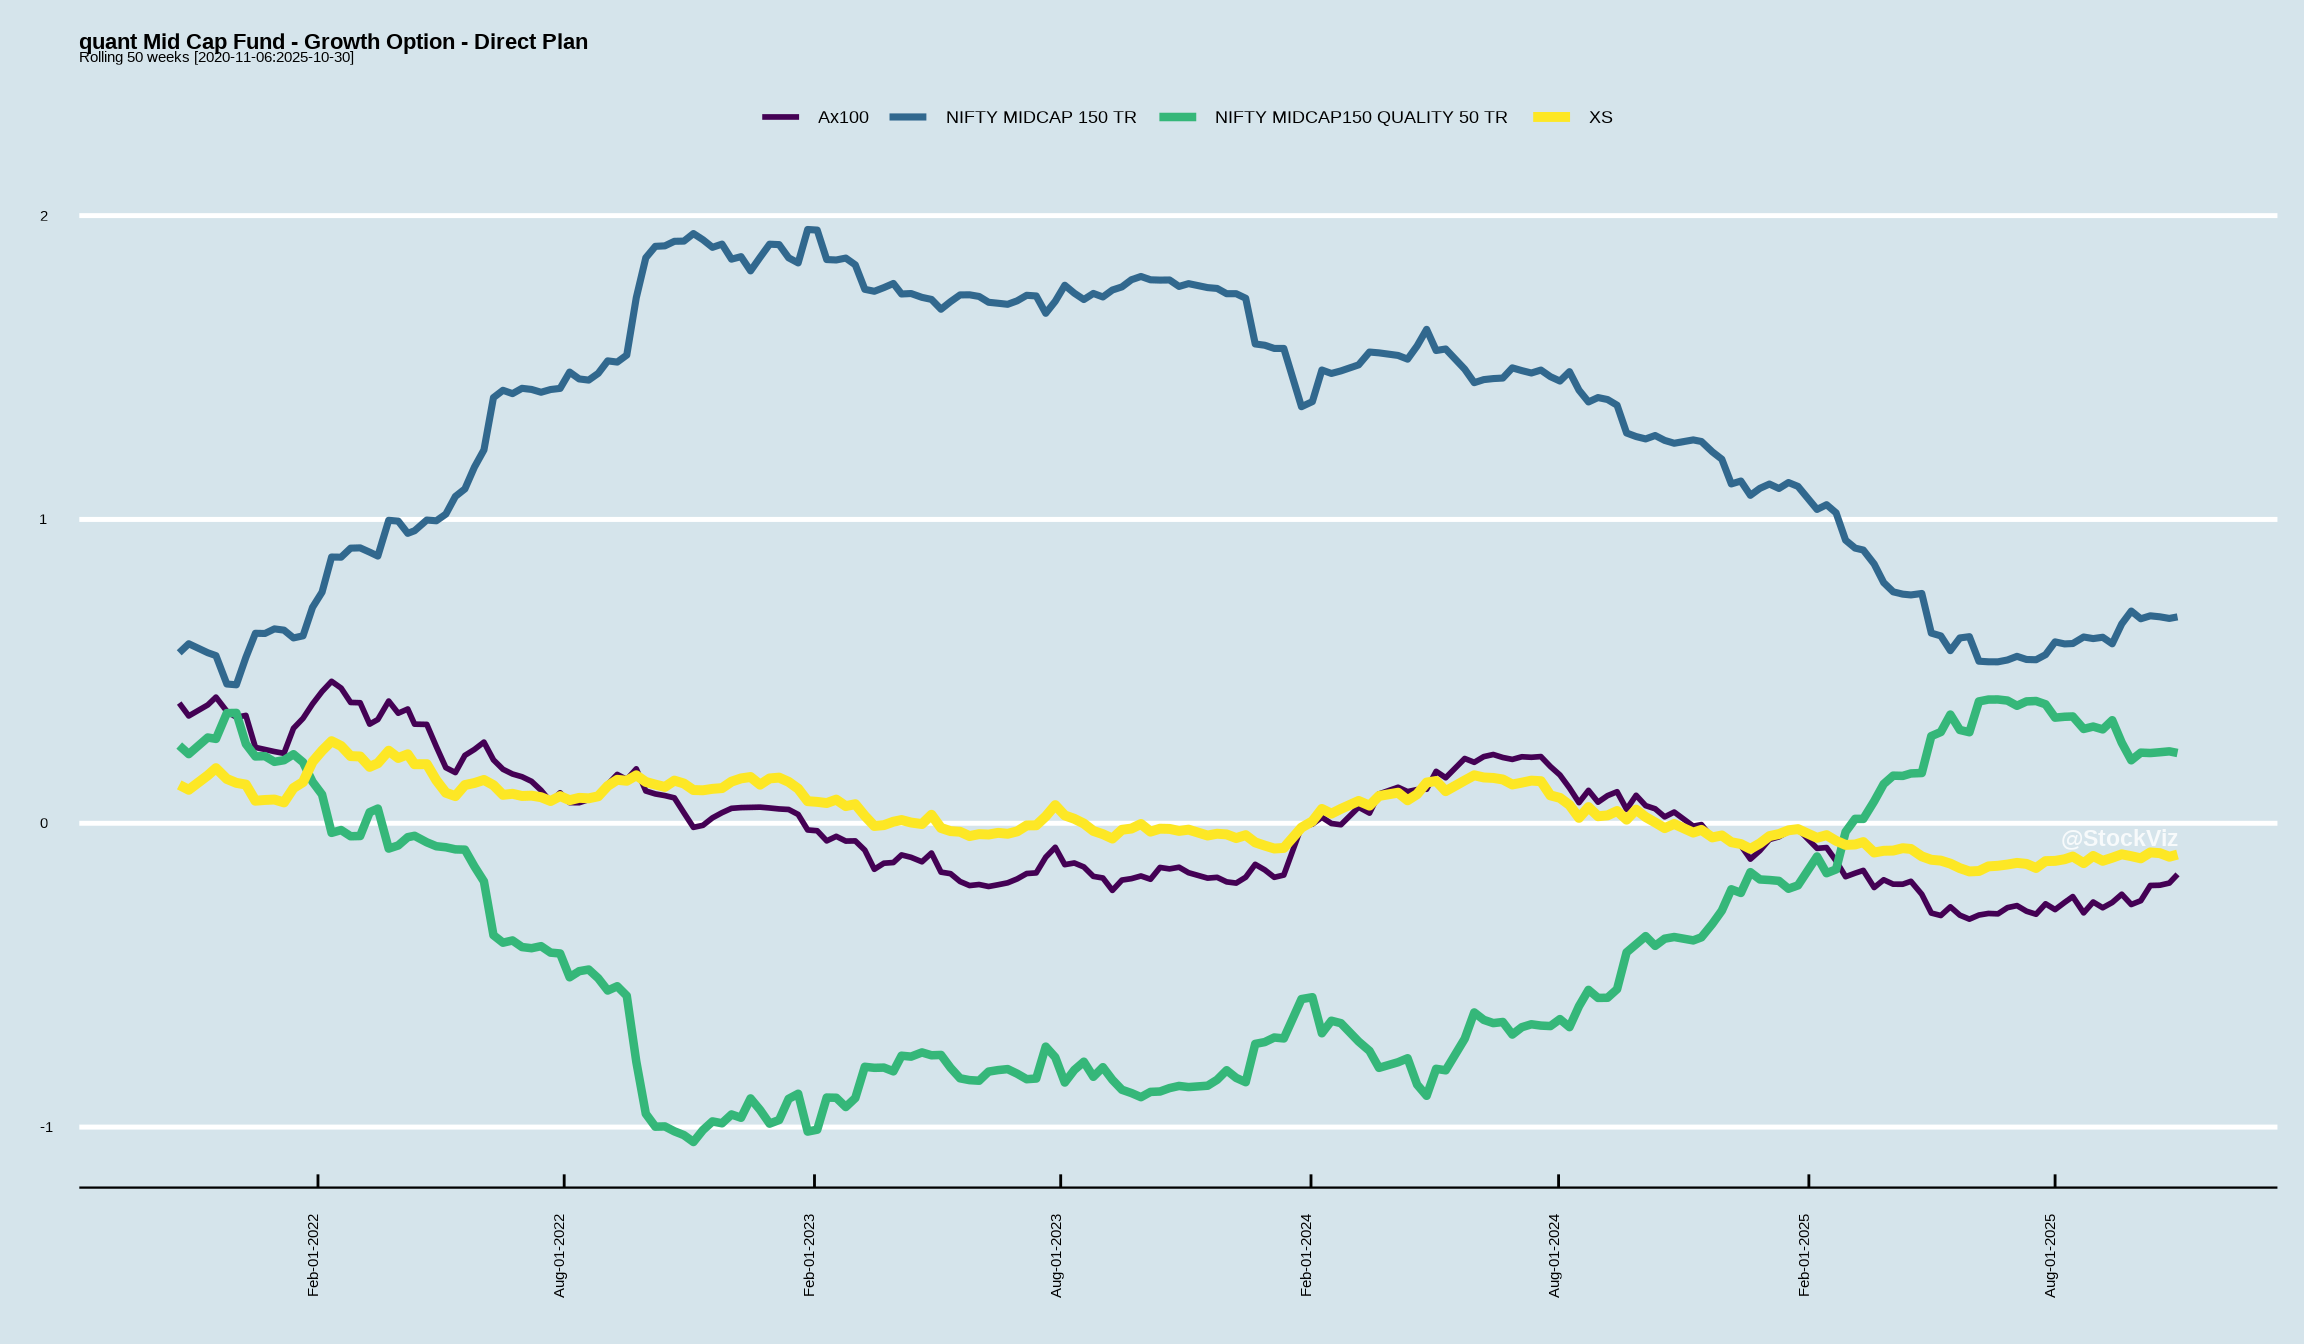 quant Mid Cap Fund - Growth Option - Direct Plan
Rolling 50 weeks [2020-11-06:2025-10-30]
Ax100 NIFTY MIDCAP 150 TR NIFTY MIDCAP150 QUALITY 50 TR XS
2
1
0
-1
@StockViz
Feb-01-2022
Aug-01-2022
Feb-01-2023
Aug-01-2023
Feb-01-2024
Aug-01-2024
Feb-01-2025
Aug-01-2025